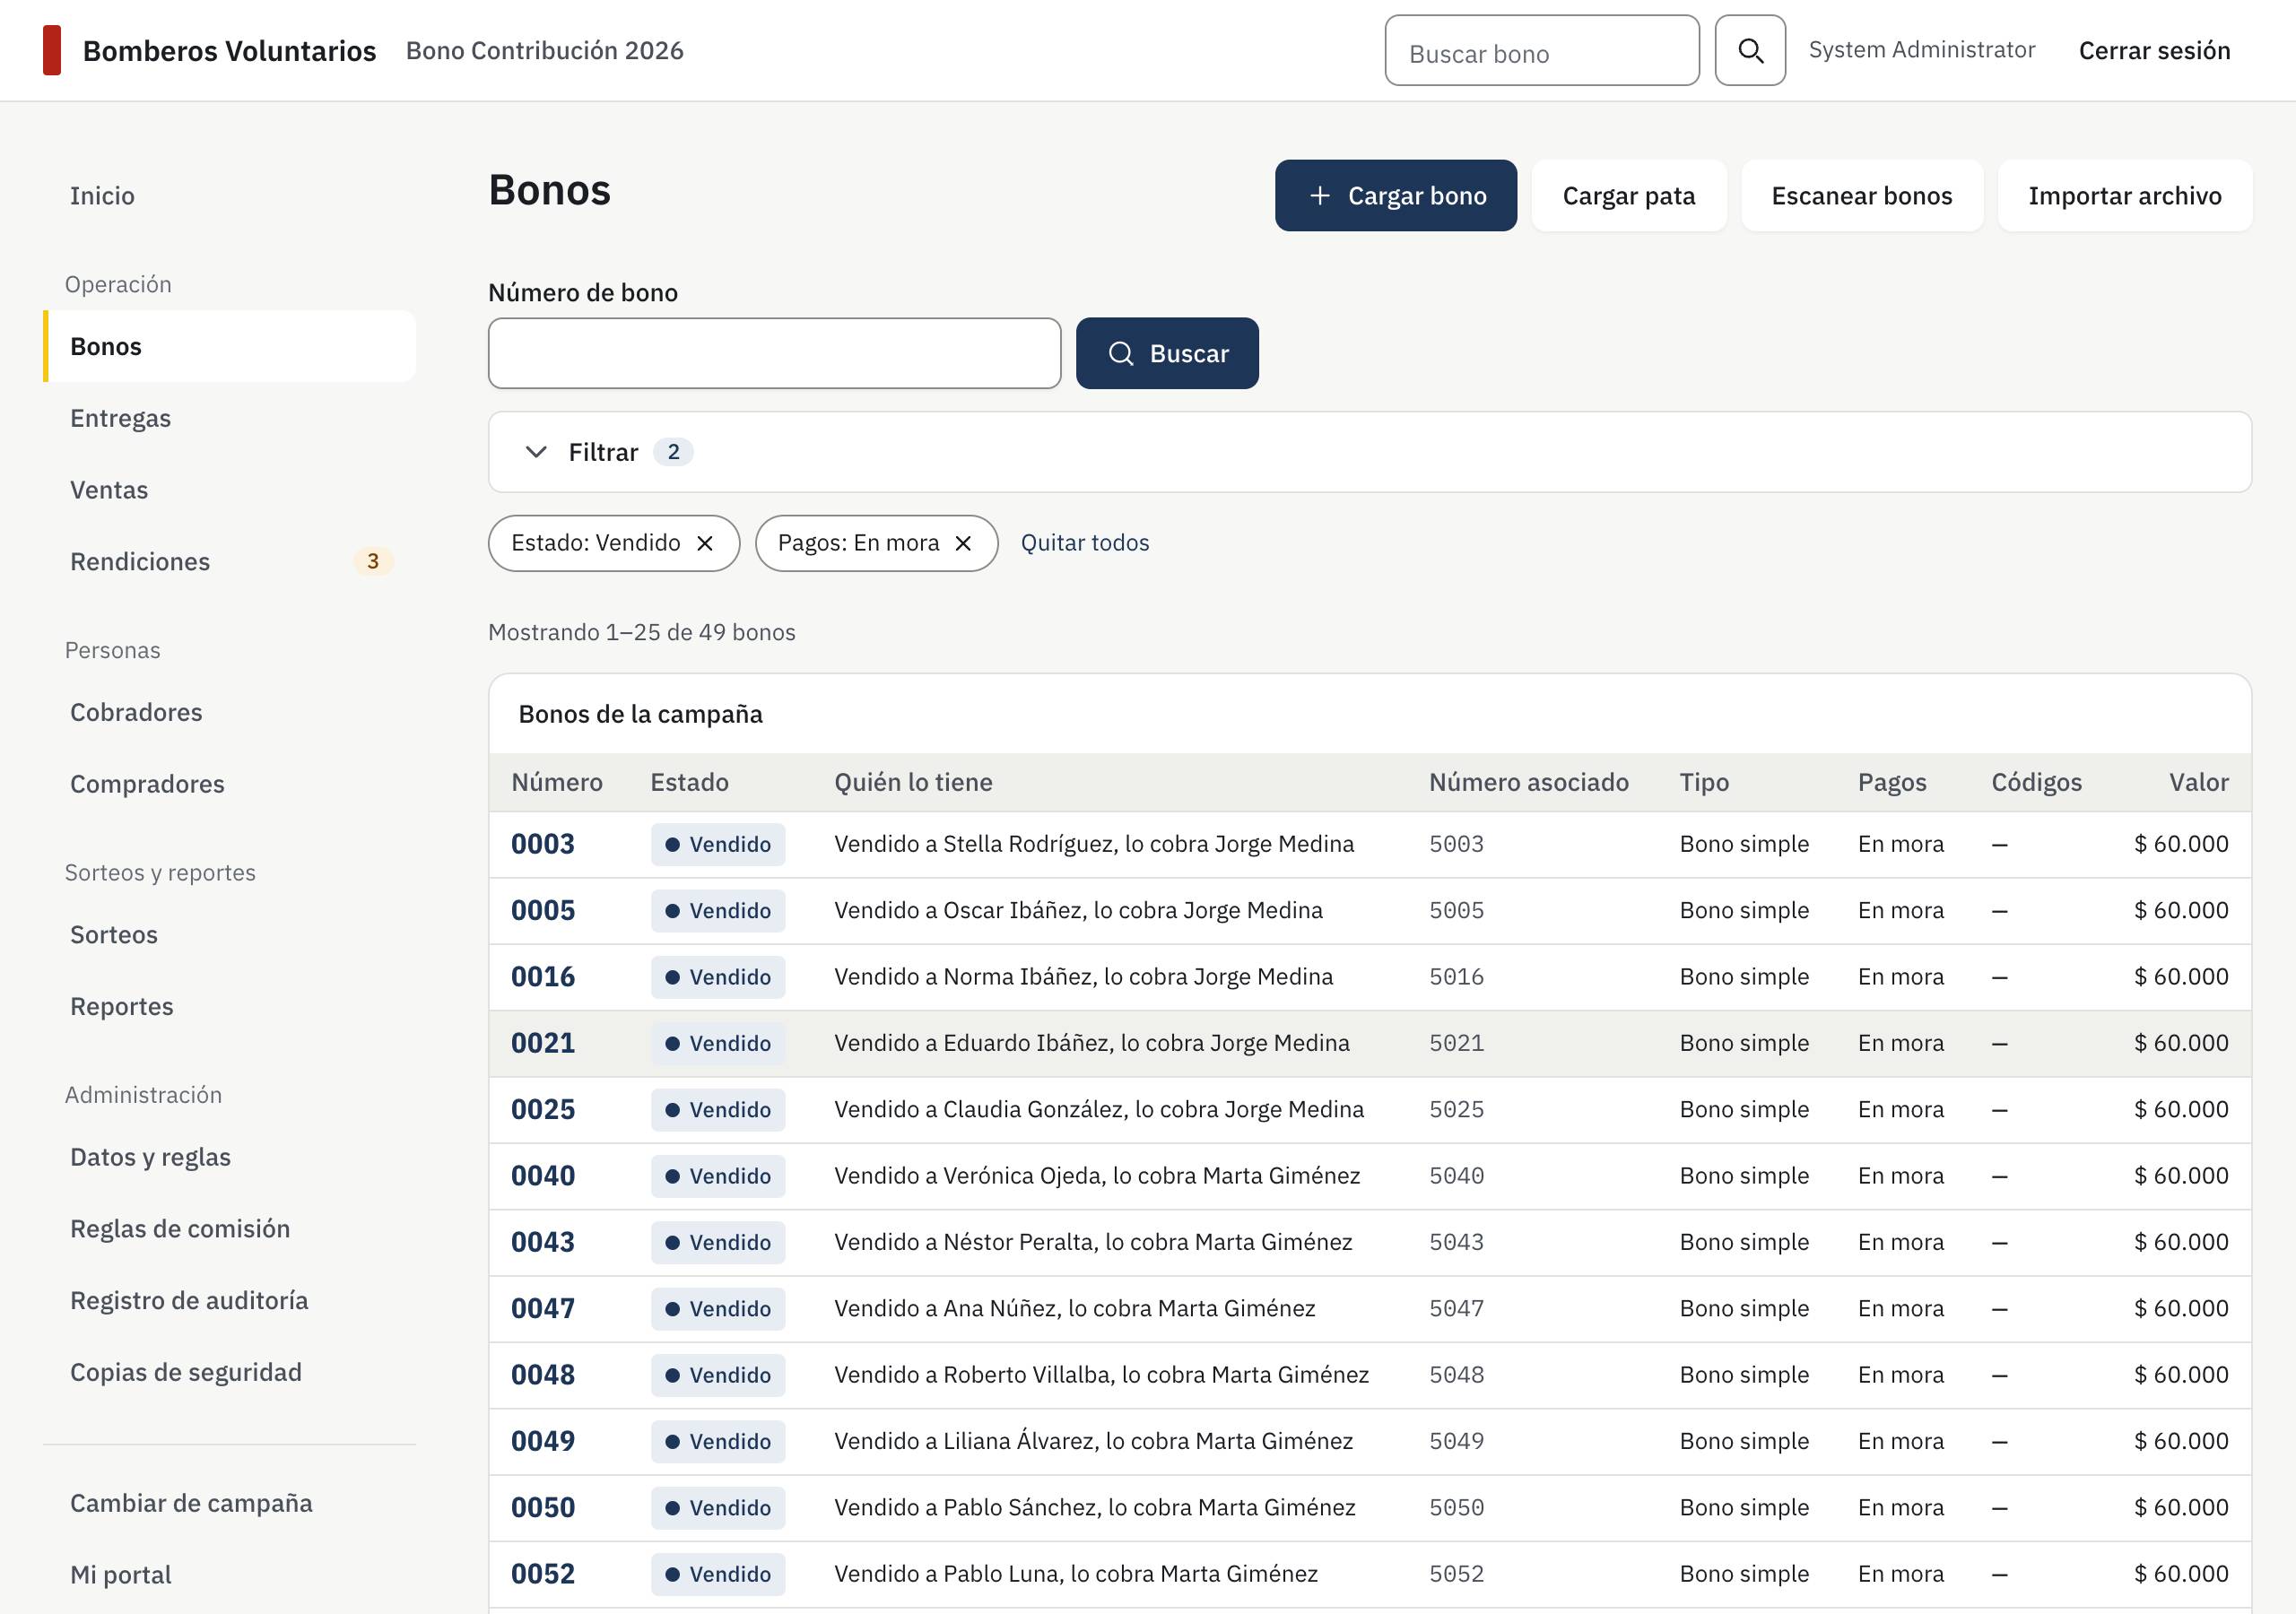 Bomberos Voluntarios Bono Contribución 2026 Buscar bono System Administrator Cerrar sesión
Inicio
Operación
Bonos
Entregas
Ventas
Rendiciones 3
Personas
Cobradores
Compradores
Sorteos y reportes
Sorteos
Reportes
Administración
Datos y reglas
Reglas de comisión
Registro de auditoría
Copias de seguridad
Cambiar de campaña
Mi portal
Bonos + Cargar bono Cargar pata Escanear bonos Importar archivo
Número de bono
Buscar
Filtrar 2
Estado: Vendido Pagos: En mora Quitar todos
Mostrando 1–25 de 49 bonos
Bonos de la campaña
Número Estado Quién lo tiene Número asociado Tipo Pagos Códigos Valor
0003 Vendido Vendido a Stella Rodríguez, lo cobra Jorge Medina 5003 Bono simple En mora — $ 60.000
0005 Vendido Vendido a Oscar Ibáñez, lo cobra Jorge Medina 5005 Bono simple En mora — $ 60.000
0016 Vendido Vendido a Norma Ibáñez, lo cobra Jorge Medina 5016 Bono simple En mora — $ 60.000
0021 Vendido Vendido a Eduardo Ibáñez, lo cobra Jorge Medina 5021 Bono simple En mora — $ 60.000
0025 Vendido Vendido a Claudia González, lo cobra Jorge Medina 5025 Bono simple En mora — $ 60.000
0040 Vendido Vendido a Verónica Ojeda, lo cobra Marta Giménez 5040 Bono simple En mora — $ 60.000
0043 Vendido Vendido a Néstor Peralta, lo cobra Marta Giménez 5043 Bono simple En mora — $ 60.000
0047 Vendido Vendido a Ana Núñez, lo cobra Marta Giménez 5047 Bono simple En mora — $ 60.000
0048 Vendido Vendido a Roberto Villalba, lo cobra Marta Giménez 5048 Bono simple En mora — $ 60.000
0049 Vendido Vendido a Liliana Álvarez, lo cobra Marta Giménez 5049 Bono simple En mora — $ 60.000
0050 Vendido Vendido a Pablo Sánchez, lo cobra Marta Giménez 5050 Bono simple En mora — $ 60.000
0052 Vendido Vendido a Pablo Luna, lo cobra Marta Giménez 5052 Bono simple En mora — $ 60.000